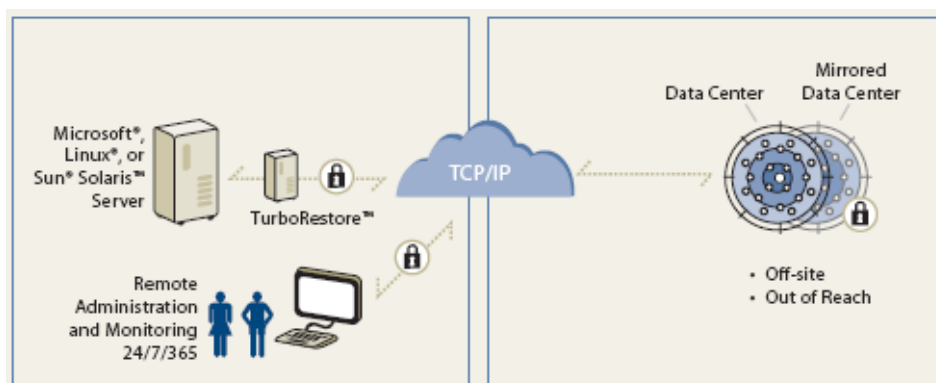 Microsoft®,
Linux®, or
Sun® Solaris™
Server
TurboRestore™
Remote
Administration
and Monitoring
24/7/365
TCP/IP
Data Center
Mirrored
Data Center
• Off-site
• Out of Reach